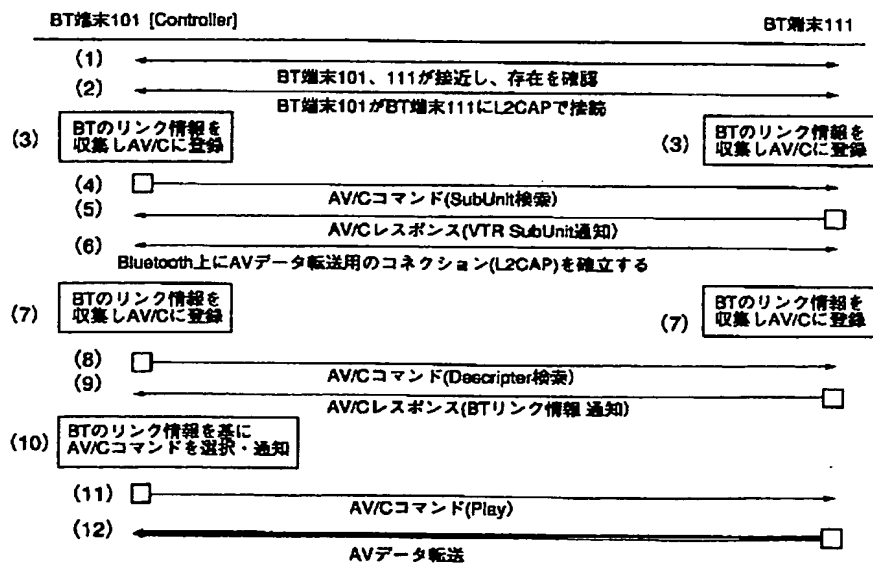 BT端末101 [Controller]
BT端末111
(1)
BT端末101、111が接近し、存在を確認
(2)
BT端末101がBT端末111にL2CAPで接続
(3)
BTのリンク情報を
収集しAV/Cに登録
(3)
BTのリンク情報を
収集しAV/Cに登録
(4)
AV/Cコマンド(SubUnit検索)
(5)
AV/Cレスポンス(VTR SubUnit通知)
(6)
Bluetooth上にAVデータ転送用のコネクション(L2CAP)を確立する
(7)
BTのリンク情報を
収集しAV/Cに登録
(7)
BTのリンク情報を
収集しAV/Cに登録
(8)
AV/Cコマンド(Descripter検索)
(9)
AV/Cレスポンス(BTリンク情報 通知)
(10)
BTのリンク情報を基に
AV/Cコマンドを選択・通知
(11)
AV/Cコマンド(Play)
(12)
AVデータ転送